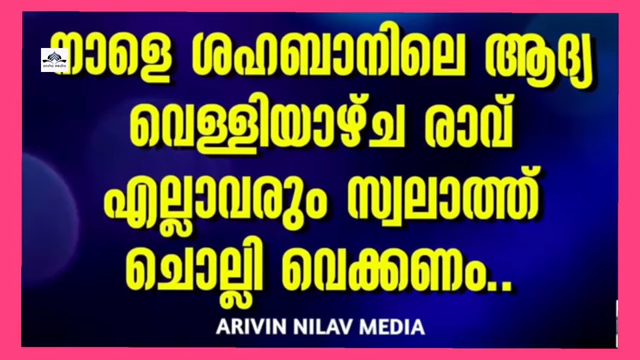 നാളെ ശഹബാനിലെ ആദ്യ
വെള്ളിയാഴ്ച രാവ്
എല്ലാവരും സ്വലാത്ത്
ചൊല്ലി വെക്കണം..
ARIVIN NILAV MEDIA